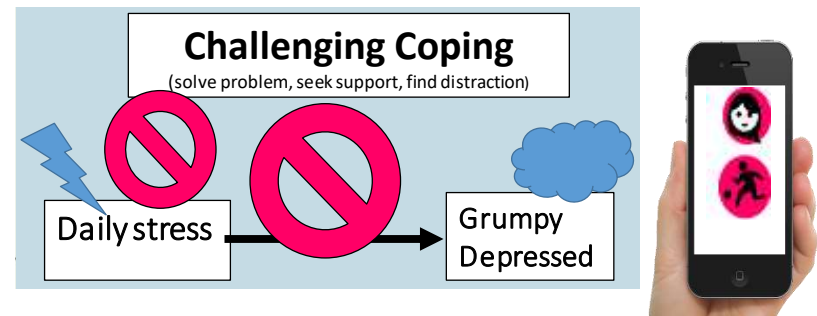 Challenging Coping
(solve problem, seek support, find distraction)
Daily stress
Grumpy
Depressed